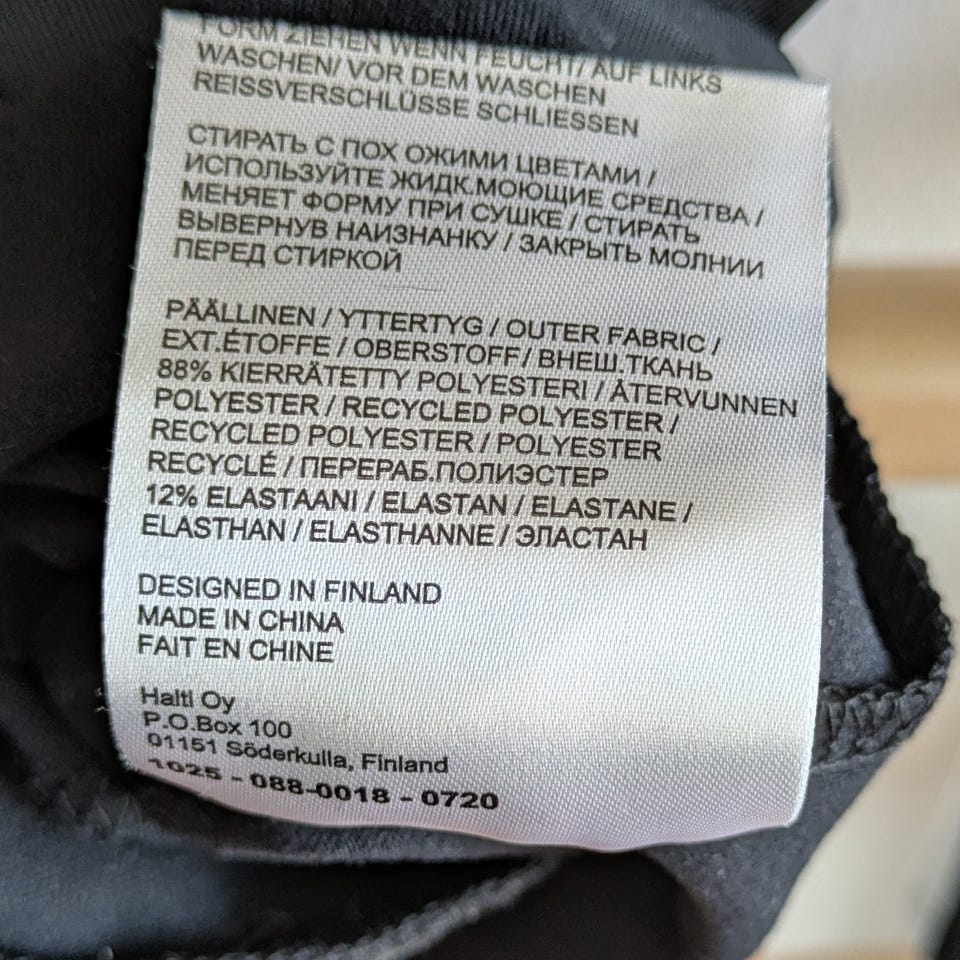 FORM ZIEHEN WENN FEUCHT/ AUF LINKS
WASCHEN/ VOR DEM WASCHEN
REISSVERSCHLÜSSE SCHLIESSEN
СТИРАТЬ С ПОХ ОЖИМИ ЦВЕТАМИ /
ИСПОЛЬЗУЙТЕ ЖИДК.МОЮЩИЕ СРЕДСТВА /
МЕНЯЕТ ФОРМУ ПРИ СУШКЕ / СТИРАТЬ
ВЫВЕРНУВ НАИЗНАНКУ / ЗАКРЫТЬ МОЛНИИ
ПЕРЕД СТИРКОЙ
PÄÄLLINEN / YTTERTYG / OUTER FABRIC /
EXT.ÉTOFFE / OBERSTOFF/ ВНЕШ.ТКАНЬ
88% KIERRÄTETTY POLYESTERI / ÅTERVUNNEN
POLYESTER / RECYCLED POLYESTER /
RECYCLED POLYESTER / POLYESTER
RECYCLÉ / ПЕРЕРАБ.ПОЛИЭСТЕР
12% ELASTAANI / ELASTAN / ELASTANE /
ELASTHAN / ELASTHANNE / ЭЛАСТАН
DESIGNED IN FINLAND
MADE IN CHINA
FAIT EN CHINE
Halti Oy
P.O.Box 100
01151 Söderkulla, Finland
1025 - 088-0018 - 0720